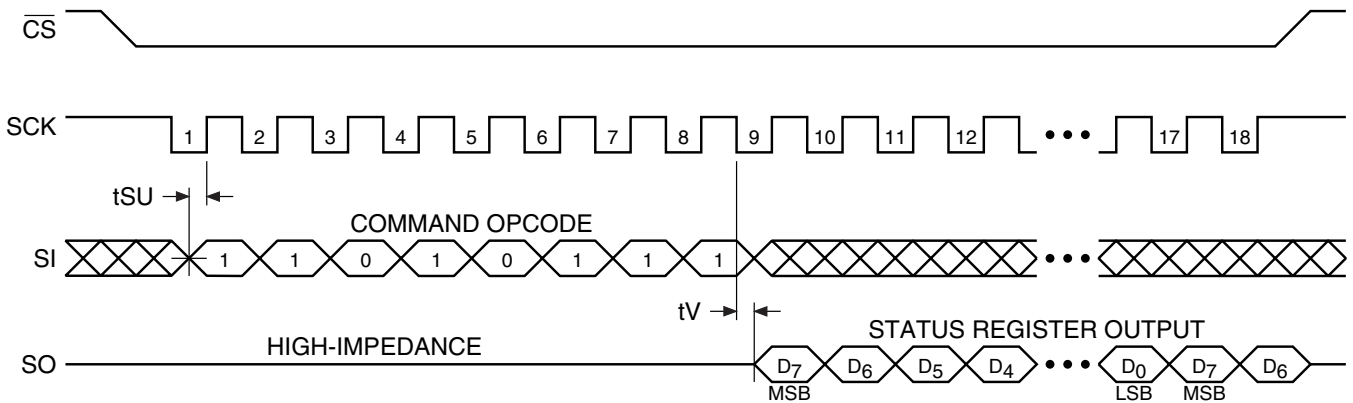 CS
SCK 1 2 3 4 5 6 7 8 9 10 11 12 17 18
tSU
COMMAND OPCODE
SI 1 1 0 1 0 1 1 1
tV
HIGH-IMPEDANCE
STATUS REGISTER OUTPUT
SO D7 D6 D5 D4 D0 D7 D6
MSB LSB MSB